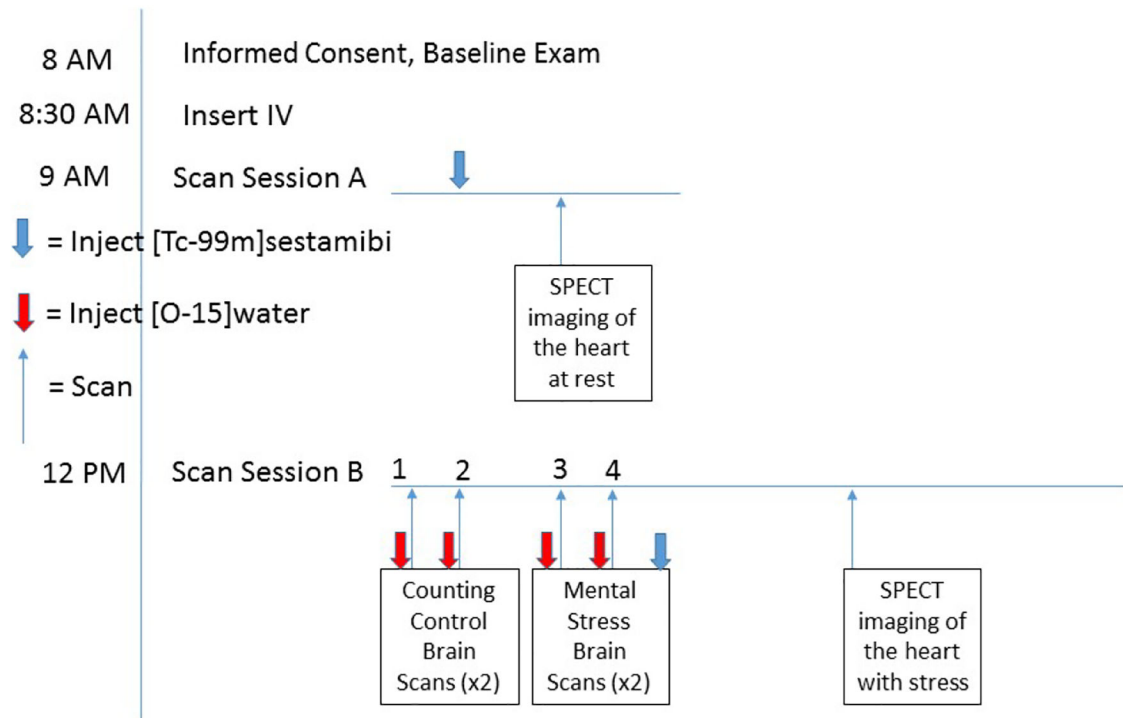 8 AM
Informed Consent, Baseline Exam
8:30 AM
Insert IV
9 AM
Scan Session A
= Inject [Tc-99m]sestamibi
SPECT
imaging of
the heart
at rest
= Inject [O-15]water
= Scan
12 PM
Scan Session B
1 2 3 4
Counting
Control
Brain
Scans (x2)
Mental
Stress
Brain
Scans (x2)
SPECT
imaging of
the heart
with stress